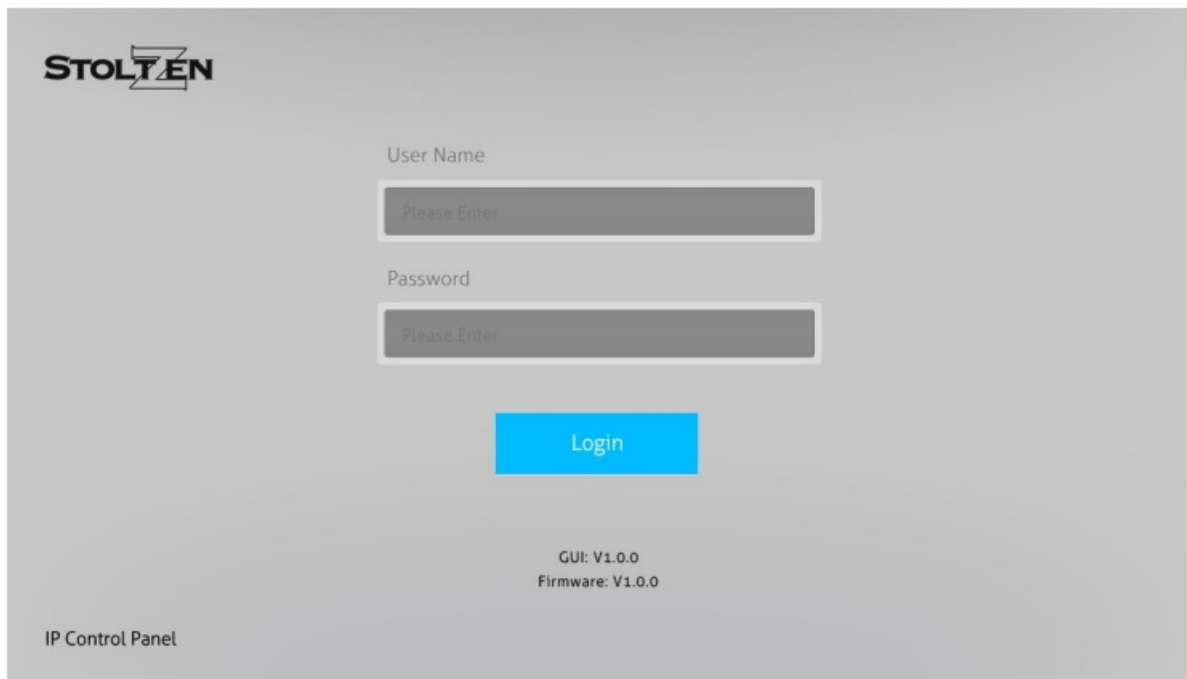 STOLTZEN
User Name
Please Enter
Password
Please Enter
Login
GUI: V1.0.0
Firmware: V1.0.0
IP Control Panel